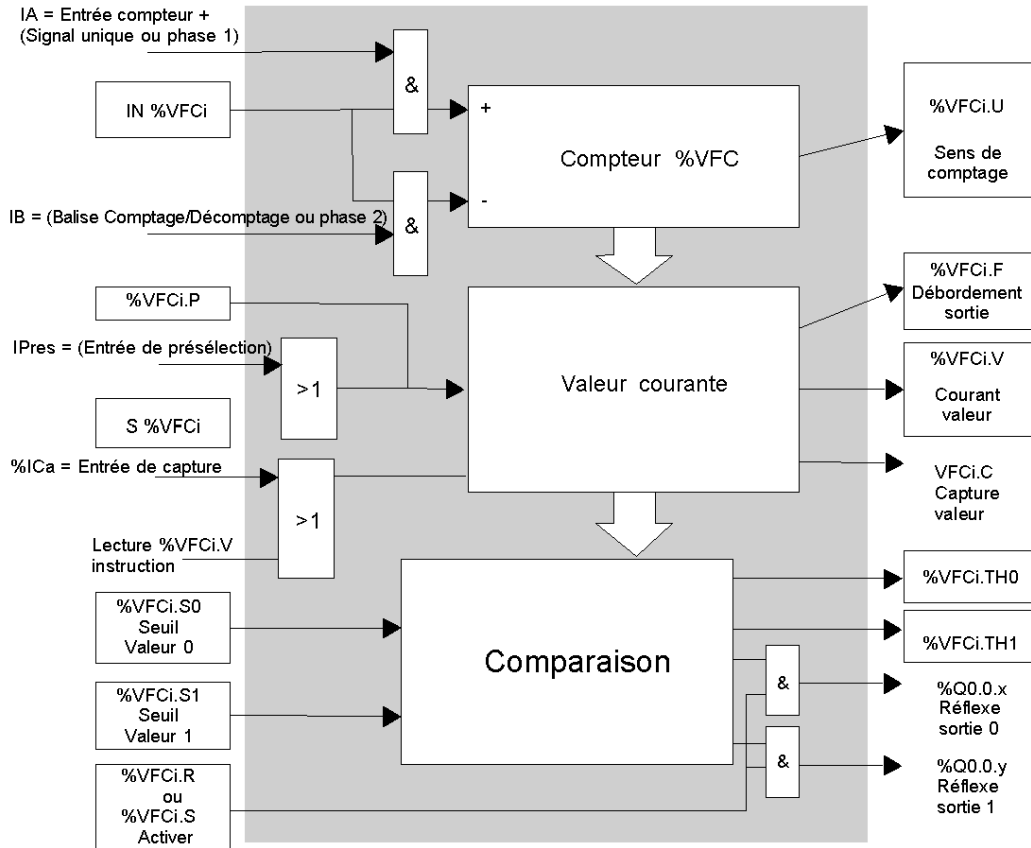 IA = Entrée compteur +
(Signal unique ou phase 1)
IN %VFCi
&
+
-
Compteur %VFC
%VFCi.U
Sens de
comptage
IB = (Balise Comptage/Décomptage ou phase 2)
&
%VFCi.P
IPres = (Entrée de présélection)
>1
S %VFCi
Valeur courante
%VFCi.F
Débordement
sortie
%VFCi.V
Courant
valeur
%ICa = Entrée de capture
>1
Lecture %VFCi.V
instruction
VFCi.C
Capture
valeur
%VFCi.S0
Seuil
Valeur 0
%VFCi.S1
Seuil
Valeur 1
%VFCi.R
ou
%VFCi.S
Activer
Comparaison
%VFCi.TH0
%VFCi.TH1
&
%Q0.0.x
Réflexe
sortie 0
&
%Q0.0.y
Réflexe
sortie 1